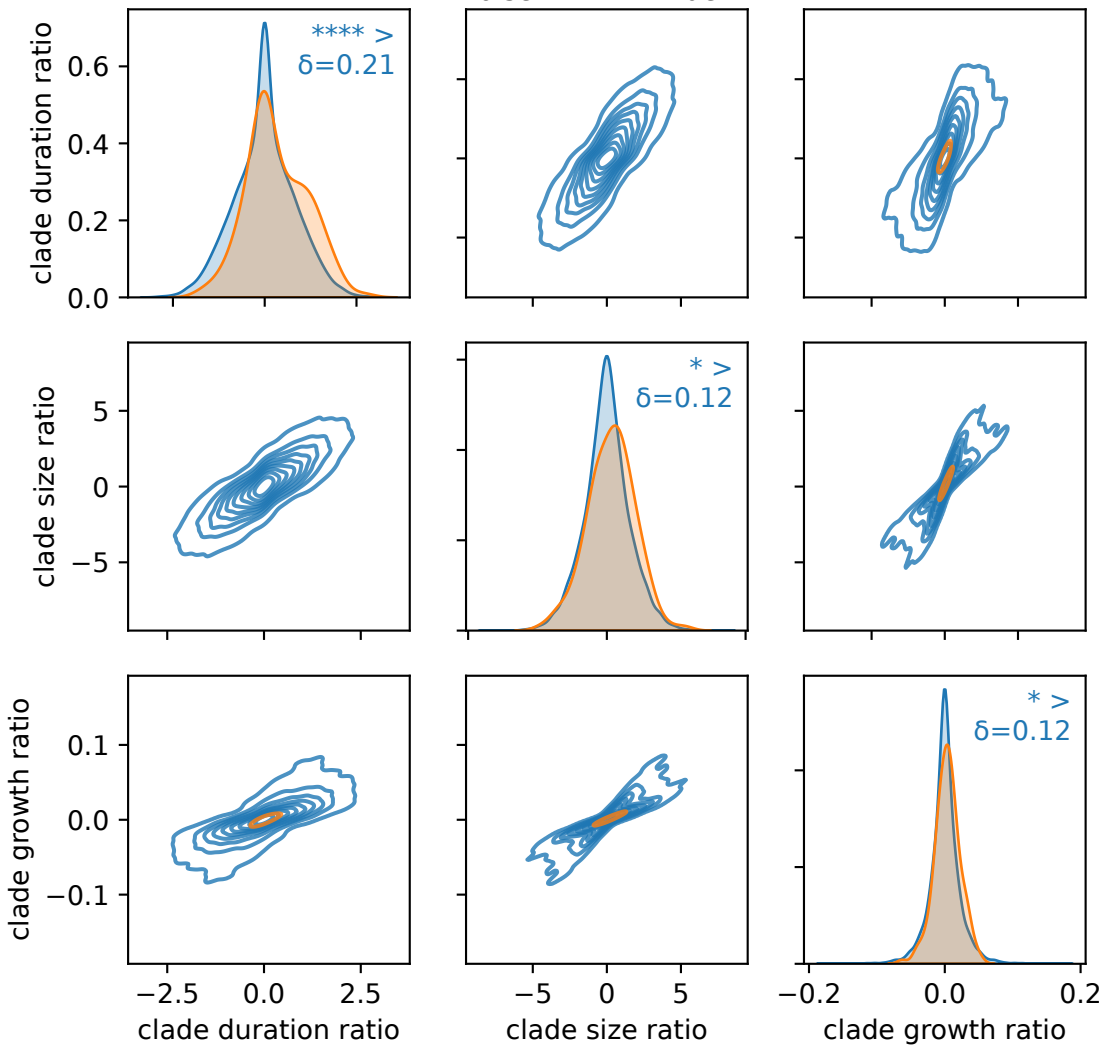 **** >
δ=0.21
clade duration ratio
0.6
0.4
0.2
0.0
* >
δ=0.12
clade size ratio
5
0
−5
* >
δ=0.12
clade growth ratio
0.1
0.0
−0.1
−2.5 0.0 2.5
−5 0 5
−0.2 0.0 0.2
clade duration ratio
clade size ratio
clade growth ratio